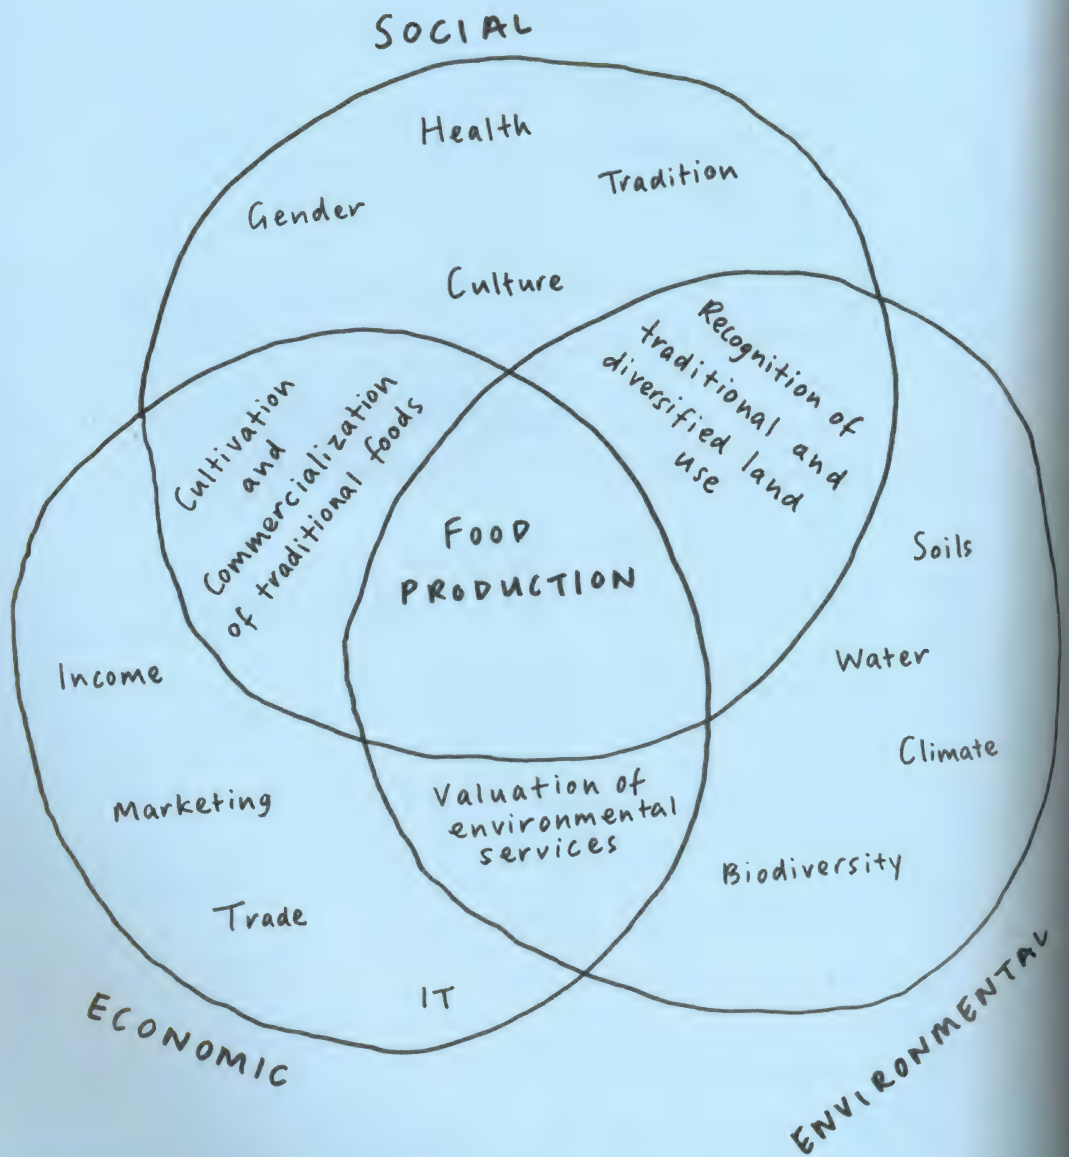 SOCIAL
Health
Tradition
Gender
Culture
Cultivation
and
Commercialization
of traditional foods
Recognition of
traditional and
diversified land
use
FOOD
PRODUCTION
Soils
Water
Climate
Biodiversity
Income
Marketing
Trade
IT
Valuation of
environmental
services
ECONOMIC
ENVIRONMENTAL